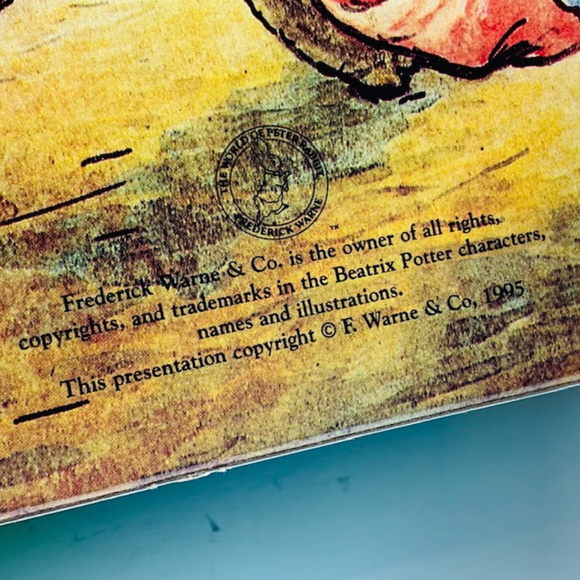 THE WORLD OF PETER RABBIT
FREDERICK WARNE
™
Frederick Warne & Co. is the owner of all rights,
copyrights, and trademarks in the Beatrix Potter characters,
names and illustrations.
This presentation copyright © F. Warne & Co, 1995